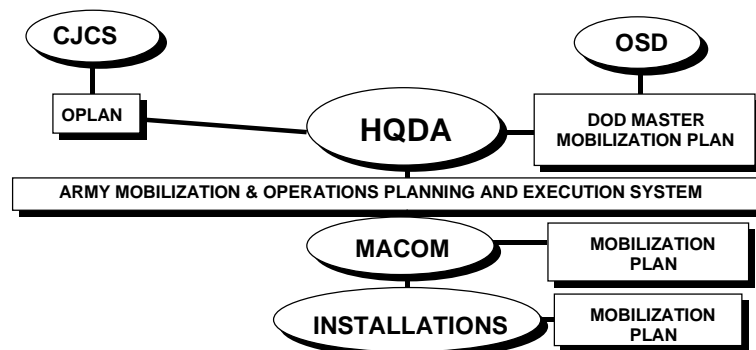 CJCS
OSD
OPLAN
HQDA
DOD MASTER
MOBILIZATION PLAN
ARMY MOBILIZATION & OPERATIONS PLANNING AND EXECUTION SYSTEM
MACOM
MOBILIZATION
PLAN
INSTALLATIONS
MOBILIZATION
PLAN